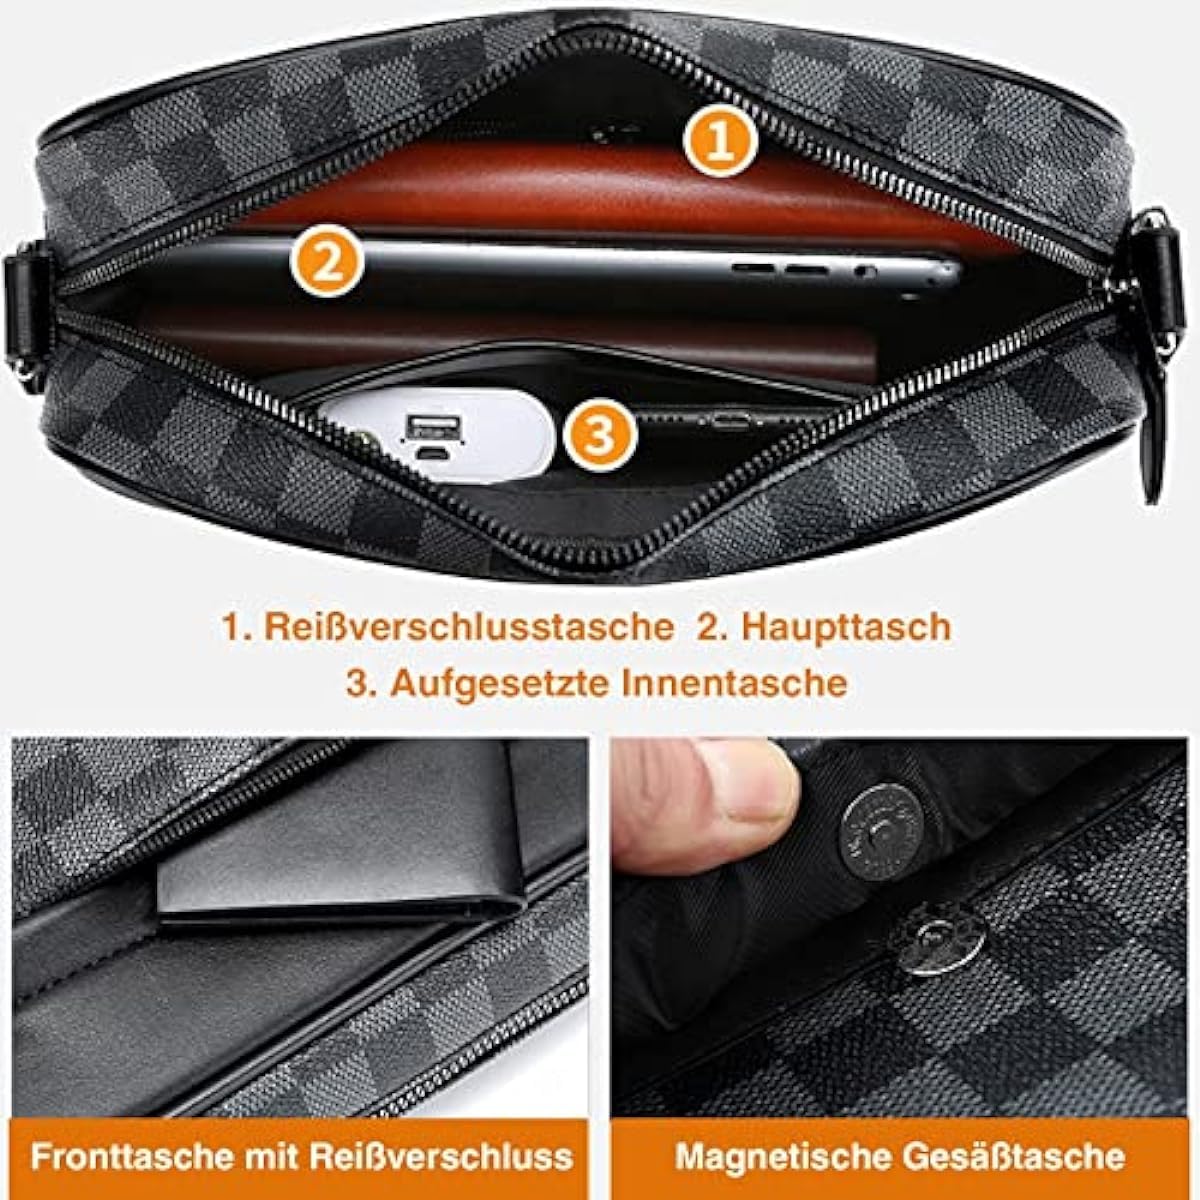 1
2
3
1. Reißverschlusstasche 2. Haupttasch
3. Aufgesetzte Innentasche
Fronttasche mit Reißverschluss
Magnetische Gesäßtasche